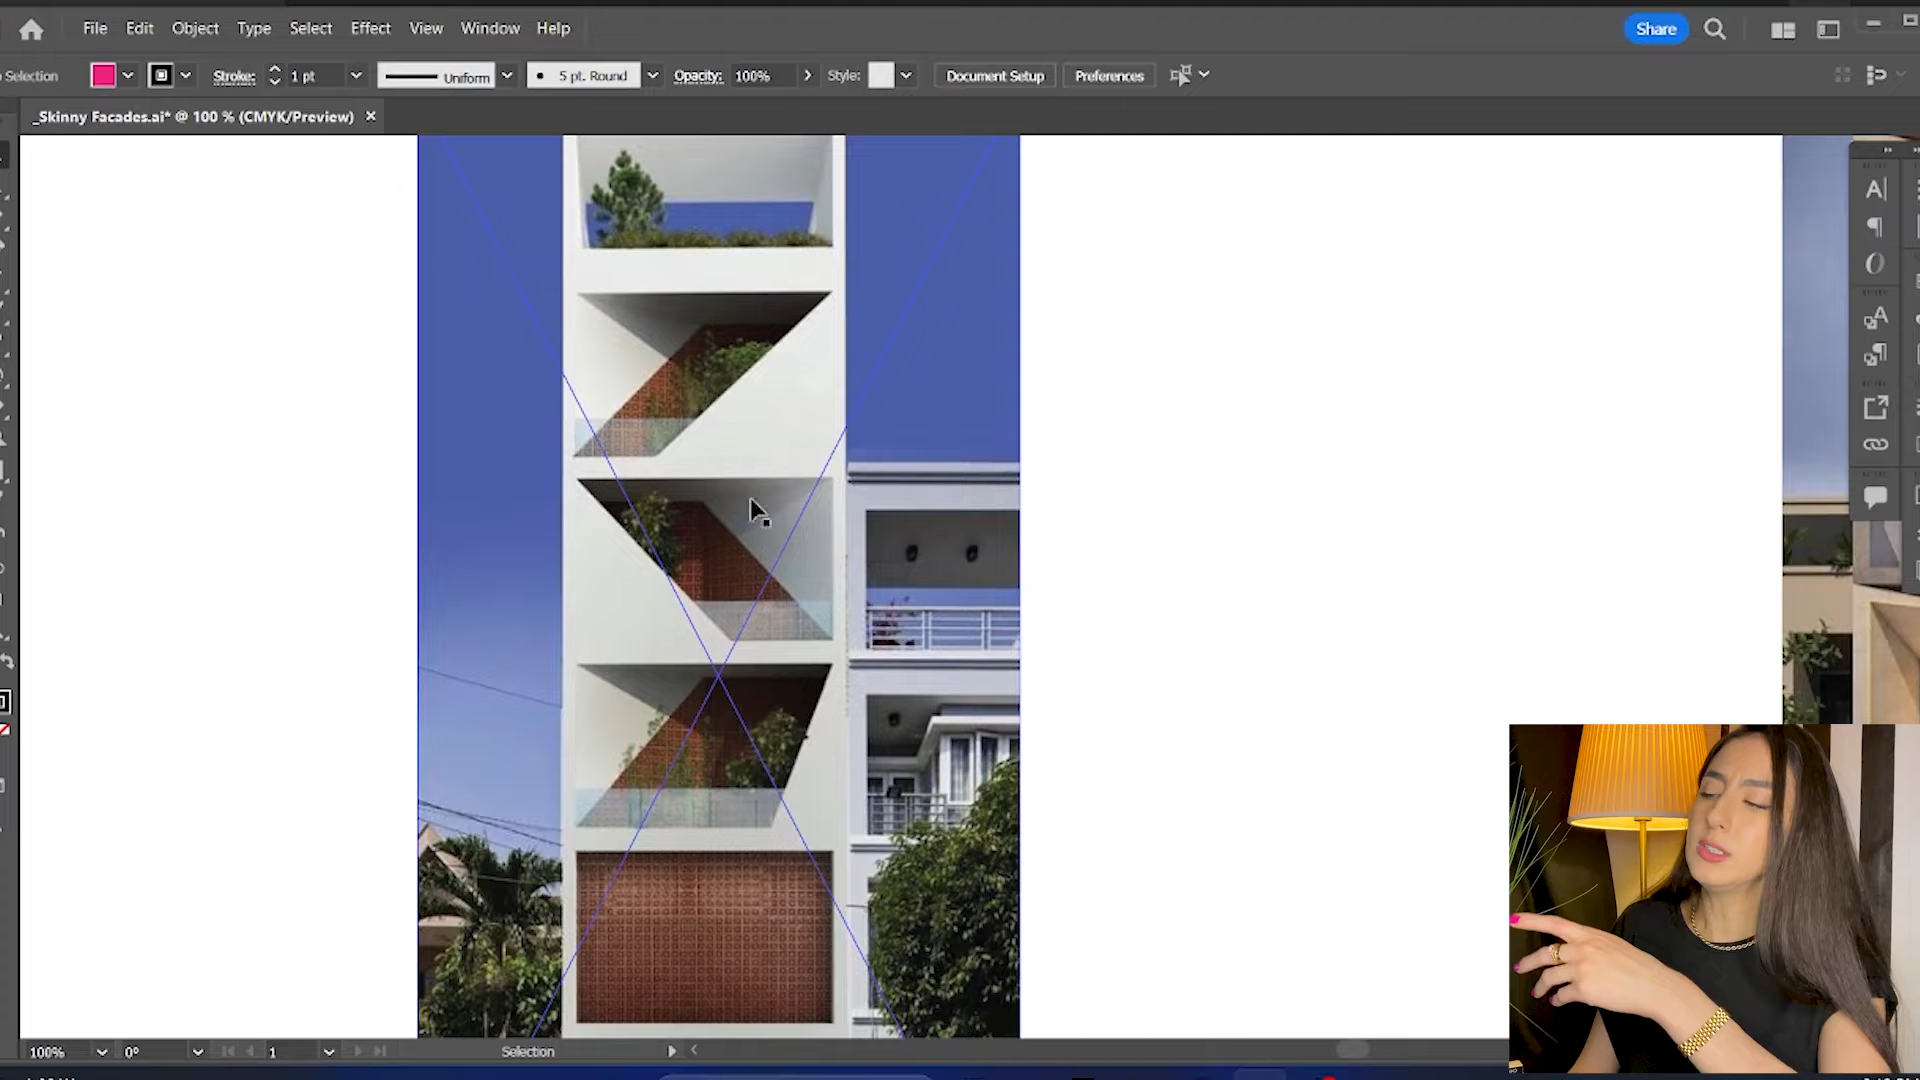 File Edit Object Type Select Effect View Window Help Share
Selection Stroke: 1 pt Uniform 5 pt. Round Opacity: 100% Style: Document Setup Preferences
_Skinny Facades.ai* @ 100 % (CMYK/Preview)
100% 0° 1 Selection